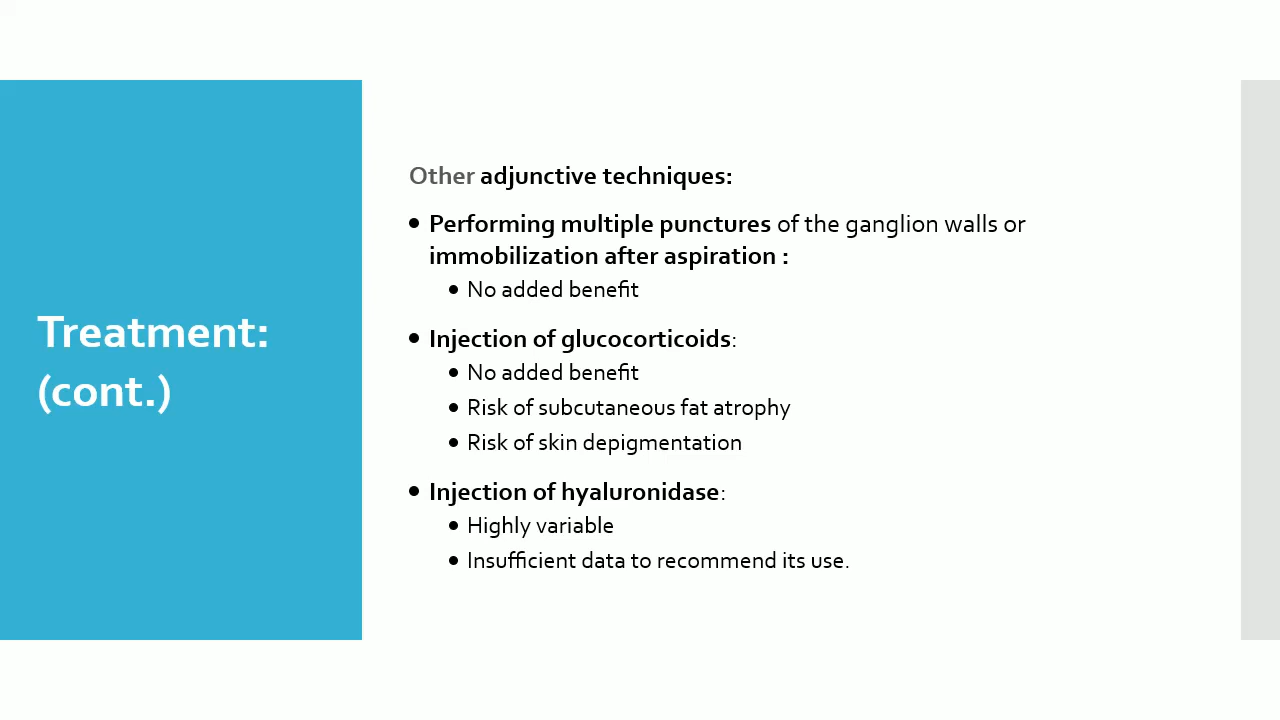 Treatment:
(cont.)
Other adjunctive techniques:
• Performing multiple punctures of the ganglion walls or
immobilization after aspiration :
• No added benefit
• Injection of glucocorticoids:
• No added benefit
• Risk of subcutaneous fat atrophy
• Risk of skin depigmentation
• Injection of hyaluronidase:
• Highly variable
• Insufficient data to recommend its use.